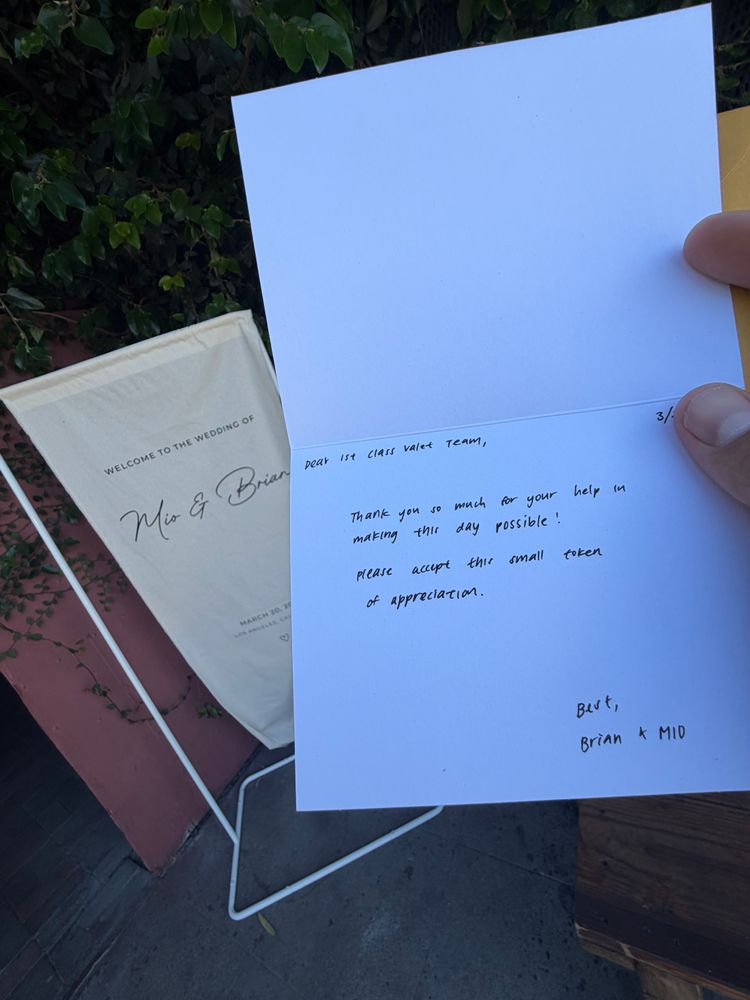 WELCOME TO THE WEDDING OF
Mio & Brian
MARCH 20,
LOS ANGELES,
3/
Dear 1st Class Valet Team,
Thank you so much for your help in
making this day possible!
Please accept this small token
of appreciation.
Best,
Brian & MIO